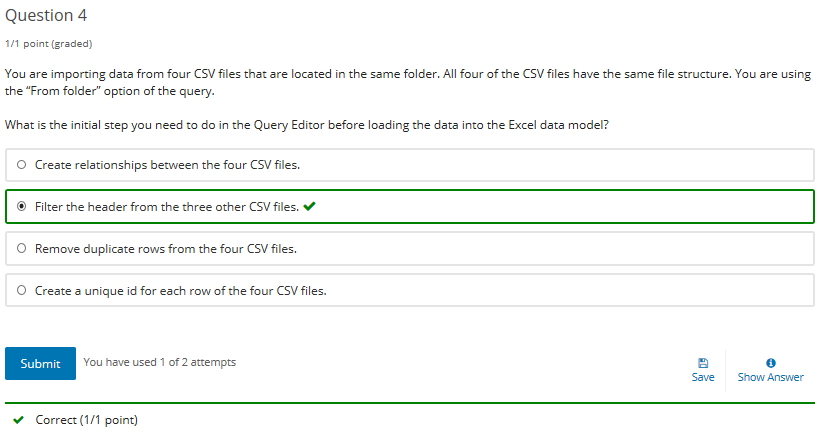 Question 4
1/1 point (graded)
You are importing data from four CSV files that are located in the same folder. All four of the CSV files have the same file structure. You are using
the "From folder" option of the query.
What is the initial step you need to do in the Query Editor before loading the data into the Excel data model?
Create relationships between the four CSV files.
Filter the header from the three other CSV files.
Remove duplicate rows from the four CSV files.
Create a unique id for each row of the four CSV files.
Submit You have used 1 of 2 attempts
Save Show Answer
Correct (1/1 point)